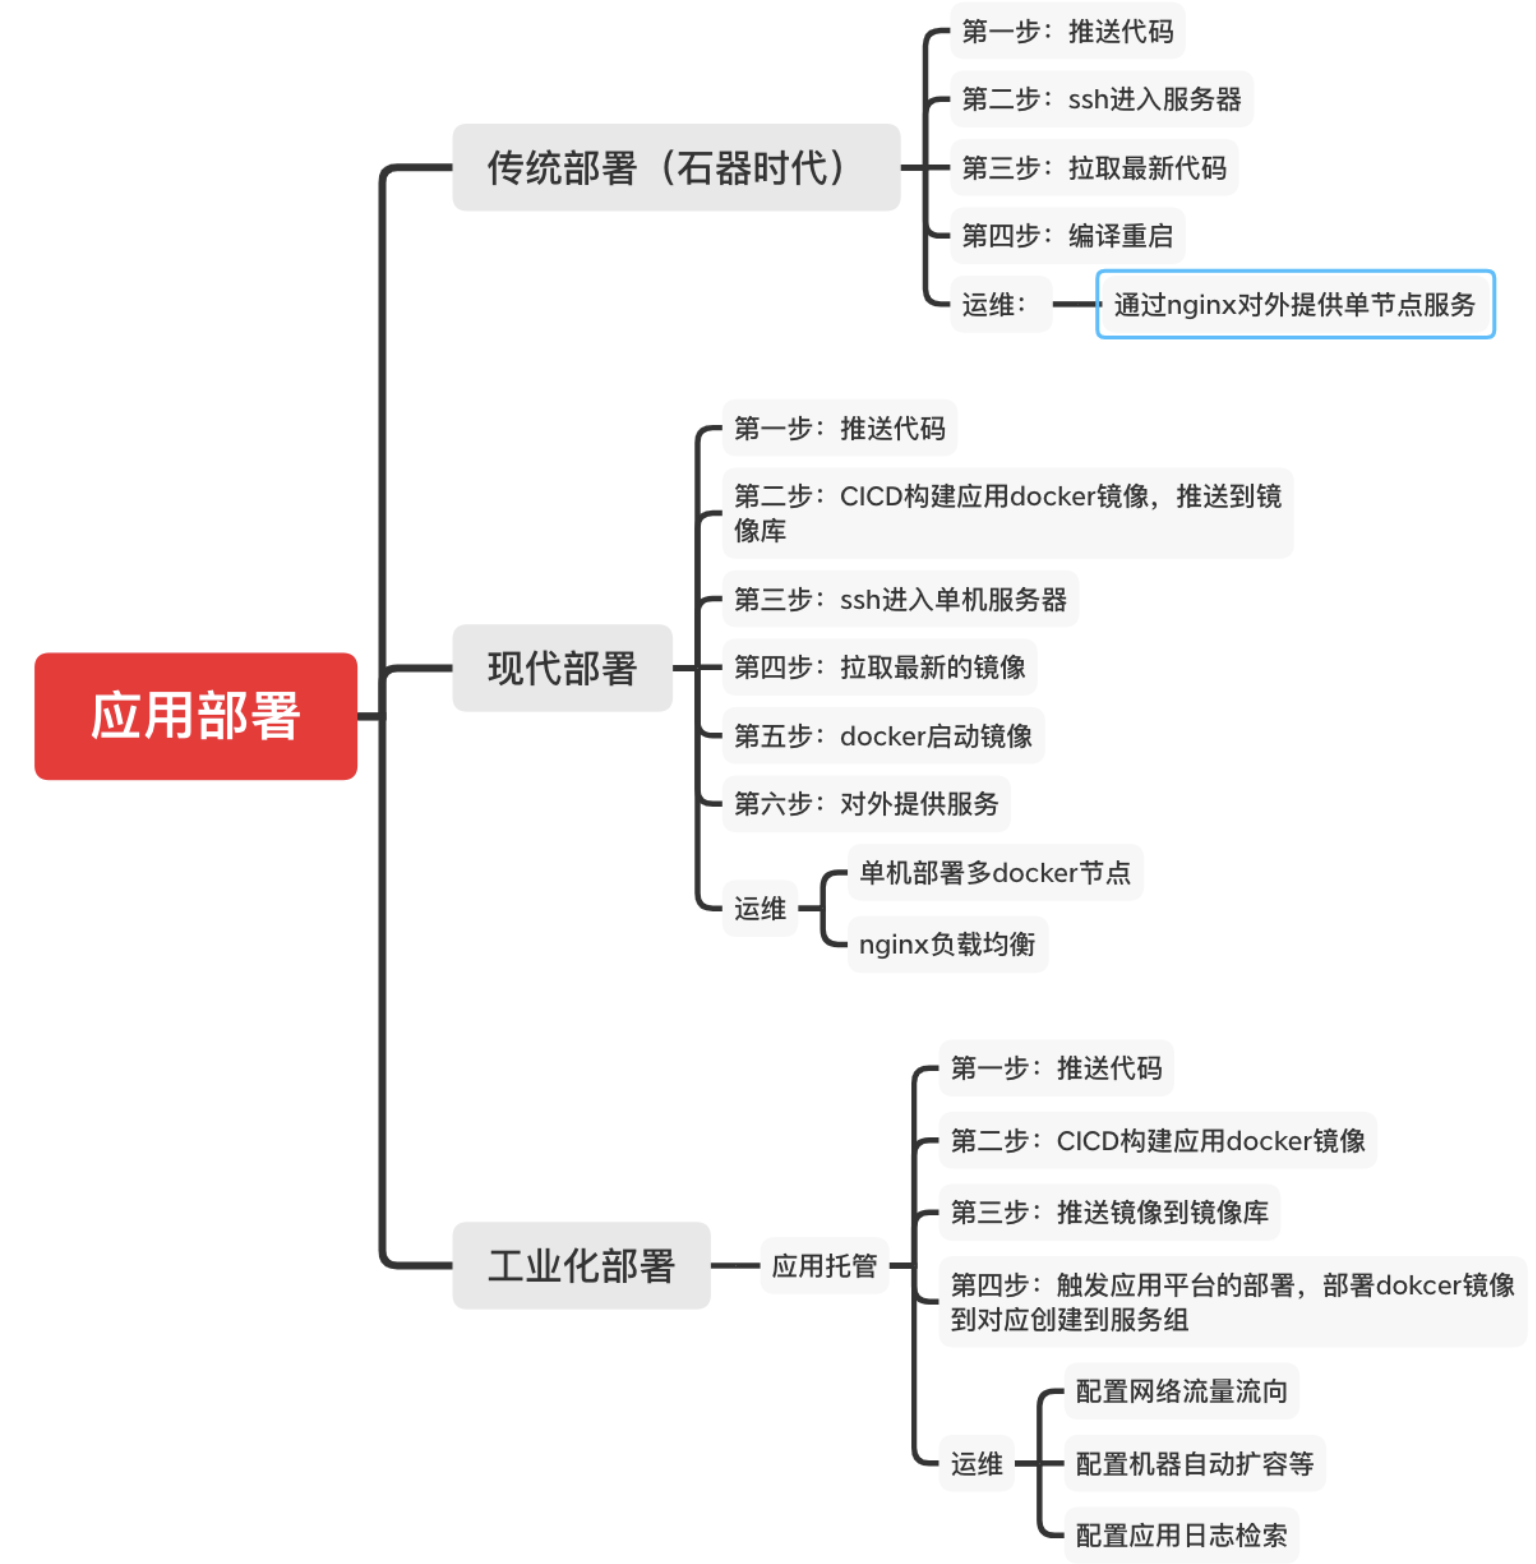 应用部署
传统部署（石器时代）
第一步：推送代码
第二步：ssh进入服务器
第三步：拉取最新代码
第四步：编译重启
运维：
通过nginx对外提供单节点服务
现代部署
第一步：推送代码
第二步：CICD构建应用docker镜像，推送到镜
像库
第三步：ssh进入单机服务器
第四步：拉取最新的镜像
第五步：docker启动镜像
第六步：对外提供服务
运维
单机部署多docker节点
nginx负载均衡
工业化部署
应用托管
第一步：推送代码
第二步：CICD构建应用docker镜像
第三步：推送镜像到镜像库
第四步：触发应用平台的部署，部署dokcer镜像
到对应创建到服务组
运维
配置网络流量流向
配置机器自动扩容等
配置应用日志检索